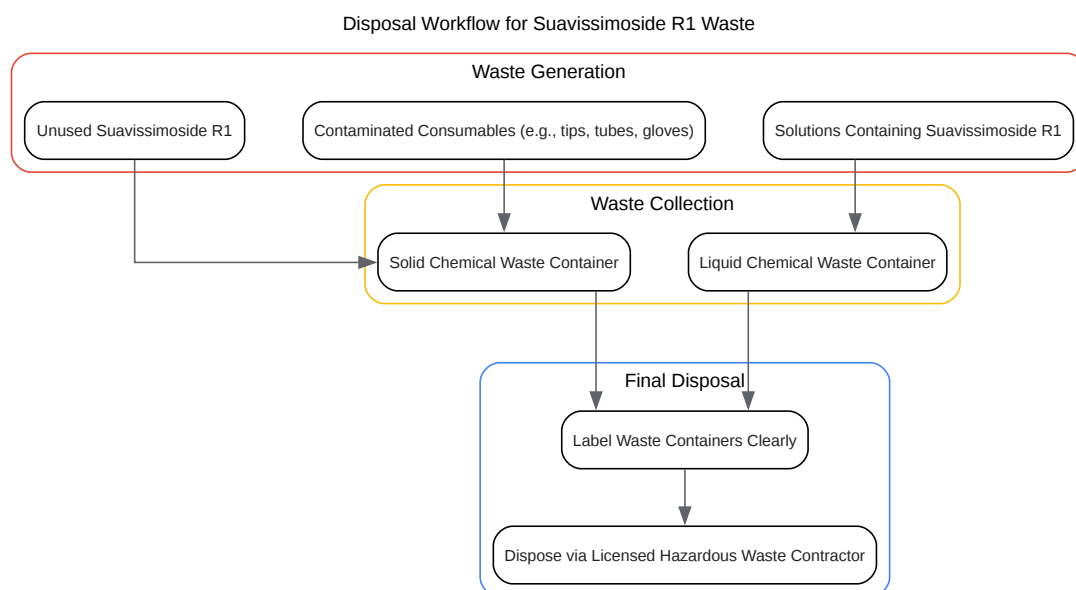 Disposal Workflow for Suavissimoside R1 Waste
Waste Generation
Unused Suavissimoside R1
Contaminated Consumables (e.g., tips, tubes, gloves)
Solutions Containing Suavissimoside R1
Waste Collection
Solid Chemical Waste Container
Liquid Chemical Waste Container
Final Disposal
Label Waste Containers Clearly
Dispose via Licensed Hazardous Waste Contractor